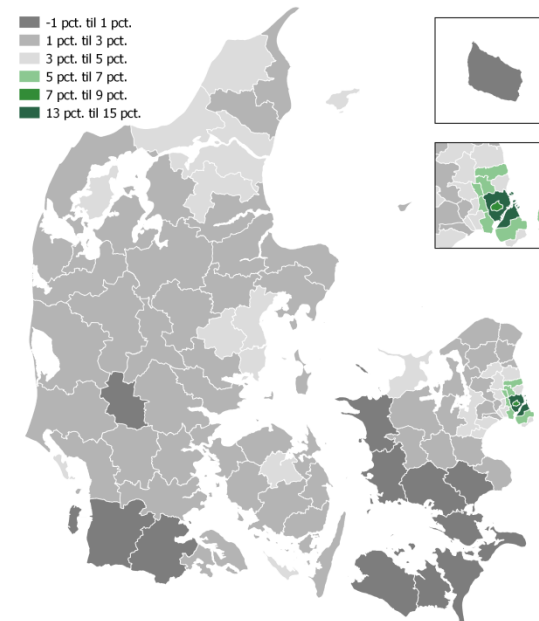 -1 pct. til 1 pct.
1 pct. til 3 pct.
3 pct. til 5 pct.
5 pct. til 7 pct.
7 pct. til 9 pct.
13 pct. til 15 pct.